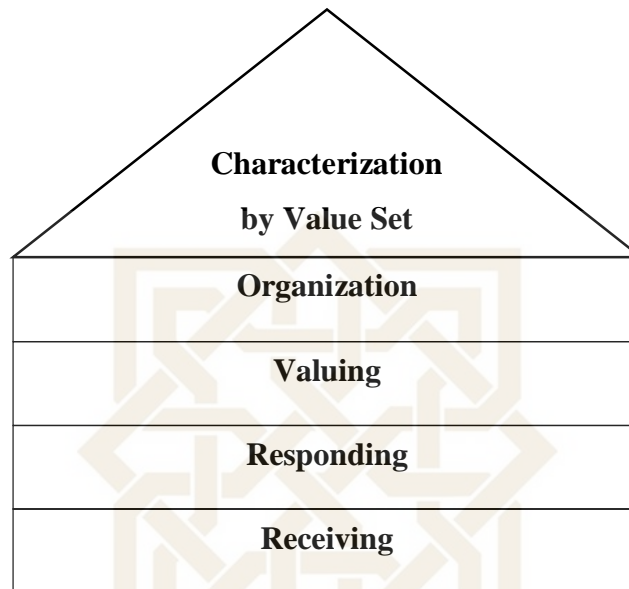 Characterization
by Value Set
Organization
Valuing
Responding
Receiving